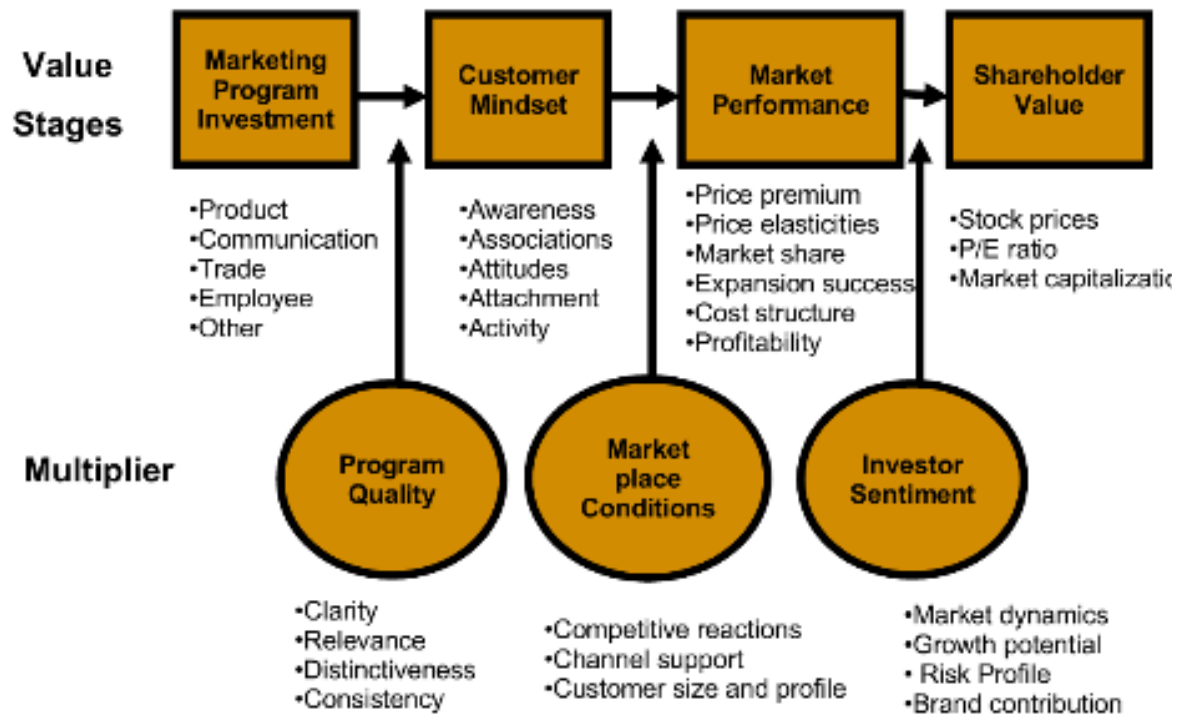 Value
Stages
Marketing
Program
Investment
Customer
Mindset
Market
Performance
Shareholder
Value
•Product
•Communication
•Trade
•Employee
•Other
•Awareness
•Associations
•Attitudes
•Attachment
•Activity
•Price premium
•Price elasticities
•Market share
•Expansion success
•Cost structure
•Profitability
•Stock prices
•P/E ratio
•Market capitalizatic
Multiplier
Program
Quality
Market
place
Conditions
Investor
Sentiment
•Clarity
•Relevance
•Distinctiveness
•Consistency
•Competitive reactions
•Channel support
•Customer size and profile
•Market dynamics
•Growth potential
• Risk Profile
•Brand contribution